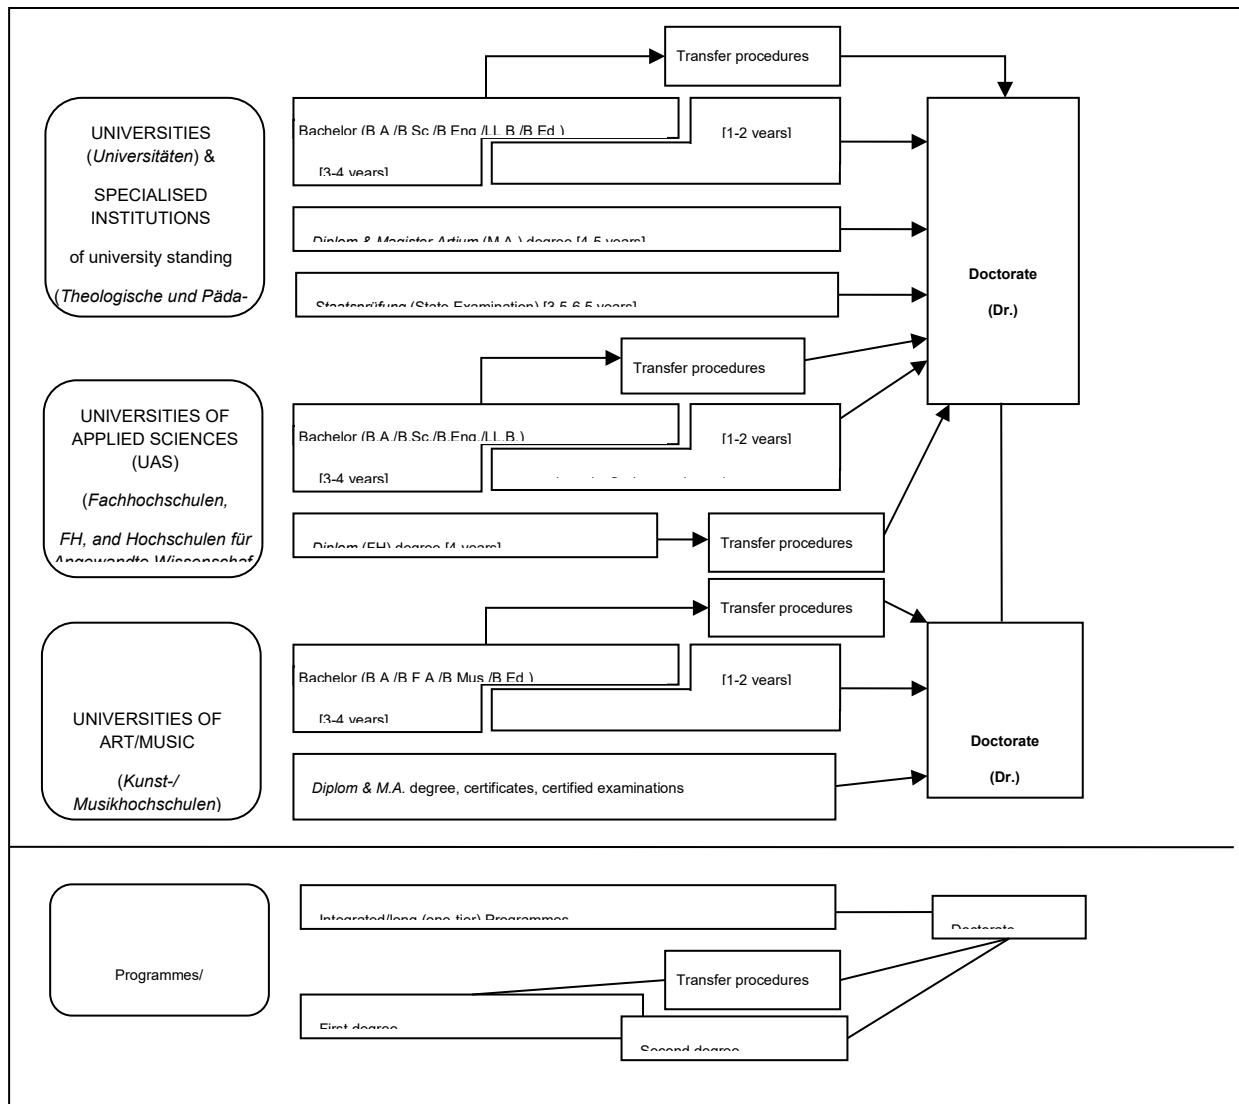 Transfer procedures
UNIVERSITIES
(Universitäten) &
SPECIALISED
INSTITUTIONS
of university standing
(Theologische und Päda-
Bachelor (B.A./B.Sc./B.Eng./LL.B./B.Ed.)
[3-4 years]
[1-2 years]
Diplom & Magister Artium (M.A.) degree [4-5 years]
Staatsprüfung (State Examination) [3.5-6.5 years]
Doctorate
(Dr.)
Transfer procedures
UNIVERSITIES OF
APPLIED SCIENCES
(UAS)
(Fachhochschulen,
FH, and Hochschulen für
Angewandte Wissenschaf
Bachelor (B.A./B.Sc./B.Eng./LL.B.)
[3-4 years]
[1-2 years]
Diplom (FH) degree [4 years]
Transfer procedures
Transfer procedures
UNIVERSITIES OF
ART/MUSIC
(Kunst-/
Musikhochschulen)
Bachelor (B.A./B.F.A./B.Mus./B.Ed.)
[3-4 years]
[1-2 years]
Diplom & M.A. degree, certificates, certified examinations
Doctorate
(Dr.)
Programmes/
Integrated/long (one-tier) Programmes
Doctorate
Transfer procedures
First degree
Second degree